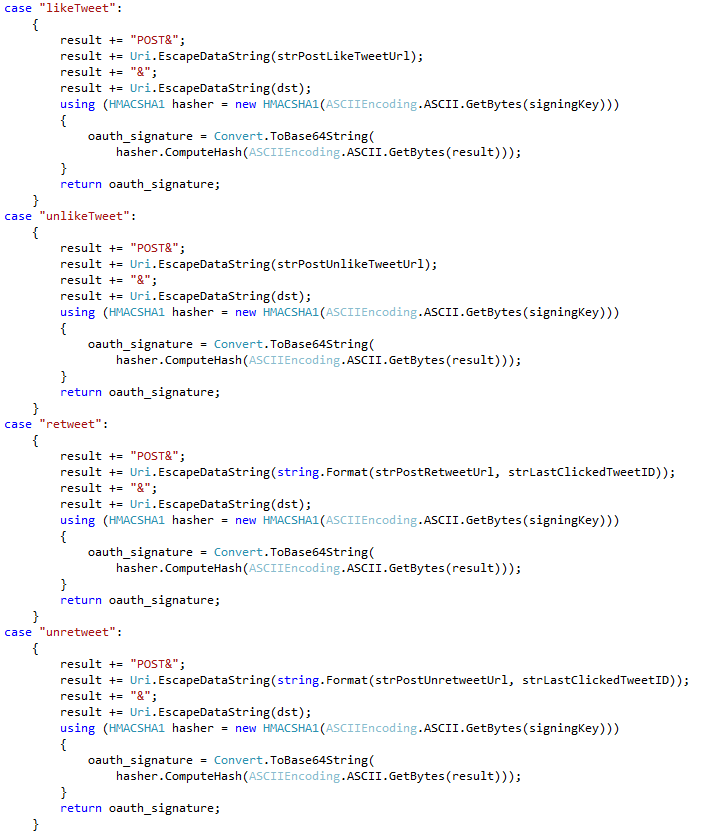 case "likeTweet":
{
result += "POST&";
result += Uri.EscapeDataString(strPostLikeTweetUrl);
result += "&";
result += Uri.EscapeDataString(dst);
using (HMACSHA1 hasher = new HMACSHA1(ASCIIEncoding.ASCII.GetBytes(signingKey)))
{
oauth_signature = Convert.ToBase64String(
hasher.ComputeHash(ASCIIEncoding.ASCII.GetBytes(result)));
}
return oauth_signature;
}
case "unlikeTweet":
{
result += "POST&";
result += Uri.EscapeDataString(strPostUnlikeTweetUrl);
result += "&";
result += Uri.EscapeDataString(dst);
using (HMACSHA1 hasher = new HMACSHA1(ASCIIEncoding.ASCII.GetBytes(signingKey)))
{
oauth_signature = Convert.ToBase64String(
hasher.ComputeHash(ASCIIEncoding.ASCII.GetBytes(result)));
}
return oauth_signature;
}
case "retweet":
{
result += "POST&";
result += Uri.EscapeDataString(string.Format(strPostRetweetUrl, strLastClickedTweetID));
result += "&";
result += Uri.EscapeDataString(dst);
using (HMACSHA1 hasher = new HMACSHA1(ASCIIEncoding.ASCII.GetBytes(signingKey)))
{
oauth_signature = Convert.ToBase64String(
hasher.ComputeHash(ASCIIEncoding.ASCII.GetBytes(result)));
}
return oauth_signature;
}
case "unretweet":
{
result += "POST&";
result += Uri.EscapeDataString(string.Format(strPostUnretweetUrl, strLastClickedTweetID));
result += "&";
result += Uri.EscapeDataString(dst);
using (HMACSHA1 hasher = new HMACSHA1(ASCIIEncoding.ASCII.GetBytes(signingKey)))
{
oauth_signature = Convert.ToBase64String(
hasher.ComputeHash(ASCIIEncoding.ASCII.GetBytes(result)));
}
return oauth_signature;
}